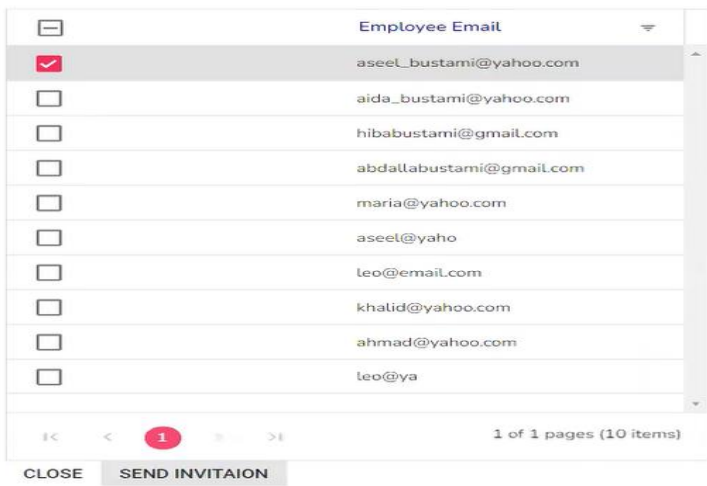 Employee Email
aseel_bustami@yahoo.com
aida_bustami@yahoo.com
hibabustami@gmail.com
abdallabustami@gmail.com
maria@yahoo.com
aseel@yaho
leo@email.com
khalid@yahoo.com
ahmad@yahoo.com
leo@ya
1 1 of 1 pages (10 items)
CLOSE SEND INVITAION